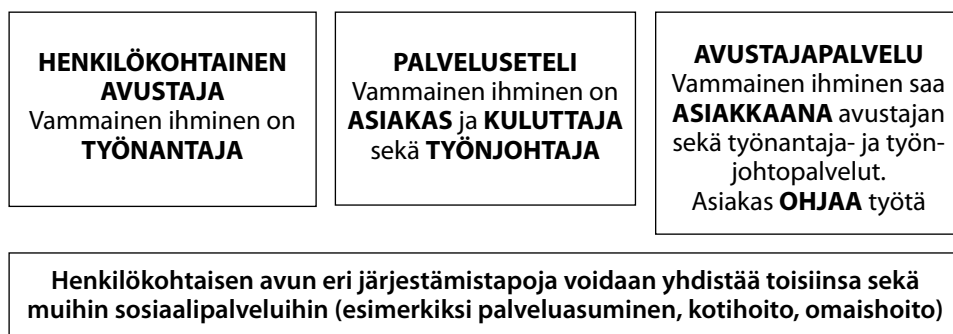 HENKILÖKOHTAINEN
AVUSTAJA
Vammainen ihminen on
TYÖNANTAJA
PALVELUSETELI
Vammainen ihminen on
ASIAKAS ja KULUTTAJA
sekä TYÖNJOHTAJA
AVUSTAJAPALVELU
Vammainen ihminen saa
ASIAKKAANA avustajan
sekä työnantaja- ja työn-
johtopalvelut.
Asiakas OHJAA työtä
Henkilökohtaisen avun eri järjestämistapoja voidaan yhdistää toisiinsa sekä
muihin sosiaalipalveluihin (esimerkiksi palveluasuminen, kotihoito, omaishoito)